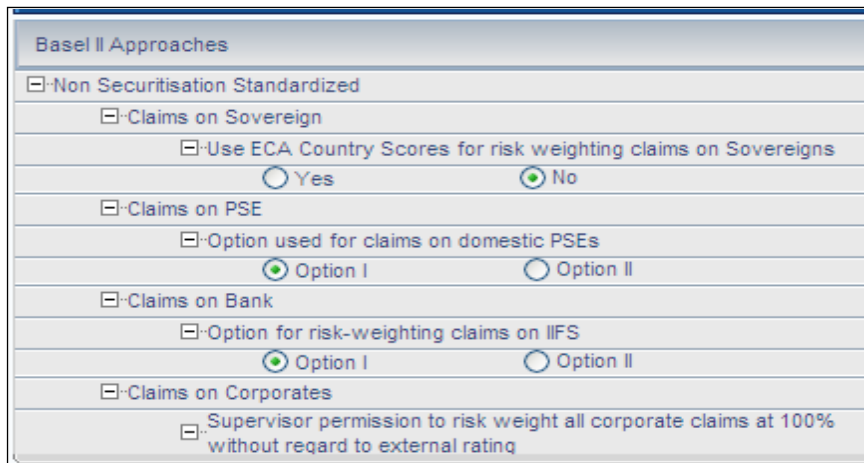 Basel II Approaches
Non Securitisation Standardized
Claims on Sovereign
Use ECA Country Scores for risk weighting claims on Sovereigns
Yes No
Claims on PSE
Option used for claims on domestic PSEs
Option I Option II
Claims on Bank
Option for risk-weighting claims on IIFS
Option I Option II
Claims on Corporates
Supervisor permission to risk weight all corporate claims at 100%
without regard to external rating